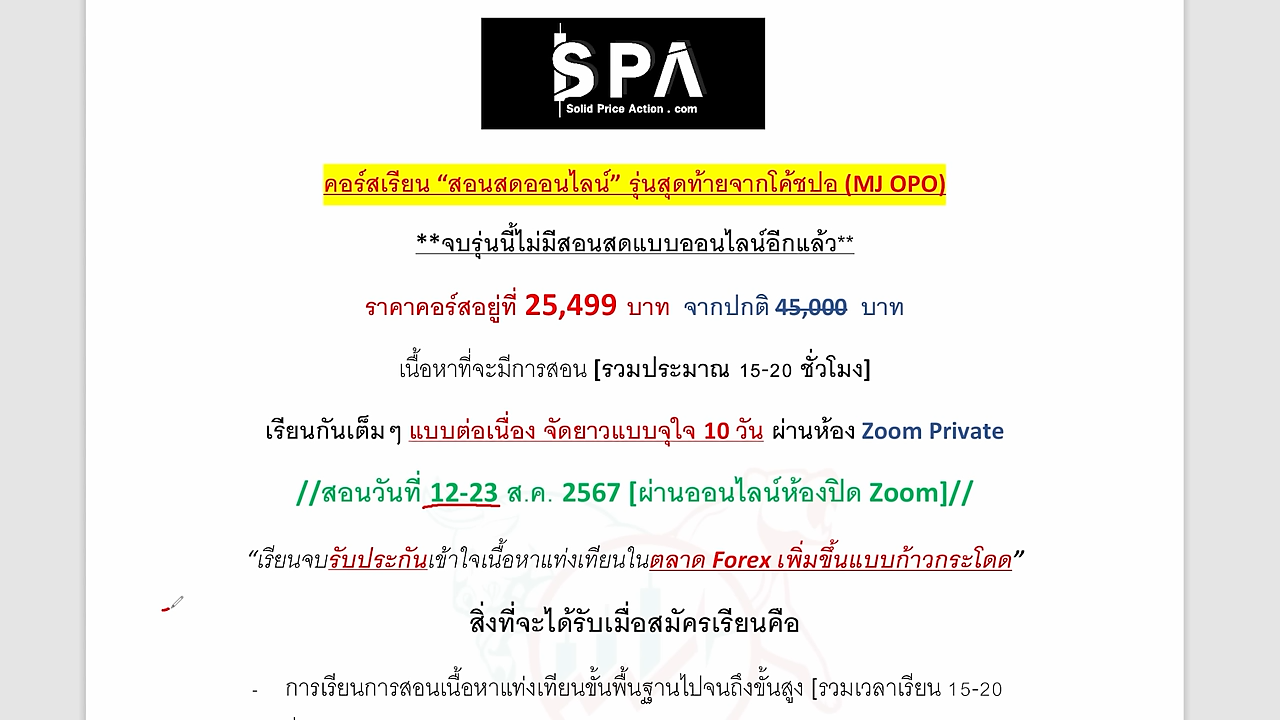 SPA
Solid Price Action . com
คอร์สเรียน “สอนสดออนไลน์” รุ่นสุดท้ายจากโค้ชปอ (MJ OPO)
**จบรุ่นนี้ไม่มีสอนสดแบบออนไลน์อีกแล้ว**
ราคาคอร์สอยู่ที่ 25,499 บาท จากปกติ 45,000 บาท
เนื้อหาที่จะมีการสอน [รวมประมาณ 15-20 ชั่วโมง]
เรียนกันเต็มๆ แบบต่อเนื่อง จัดยาวแบบจุใจ 10 วัน ผ่านห้อง Zoom Private
//สอนวันที่ 12-23 ส.ค. 2567 [ผ่านออนไลน์ห้องปิด Zoom]//
“เรียนจบรับประกันเข้าใจเนื้อหาแท่งเทียนในตลาด Forex เพิ่มขึ้นแบบก้าวกระโดด”
สิ่งที่จะได้รับเมื่อสมัครเรียนคือ
- การเรียนการสอนเนื้อหาแท่งเทียนขั้นพื้นฐานไปจนถึงขั้นสูง [รวมเวลาเรียน 15-20